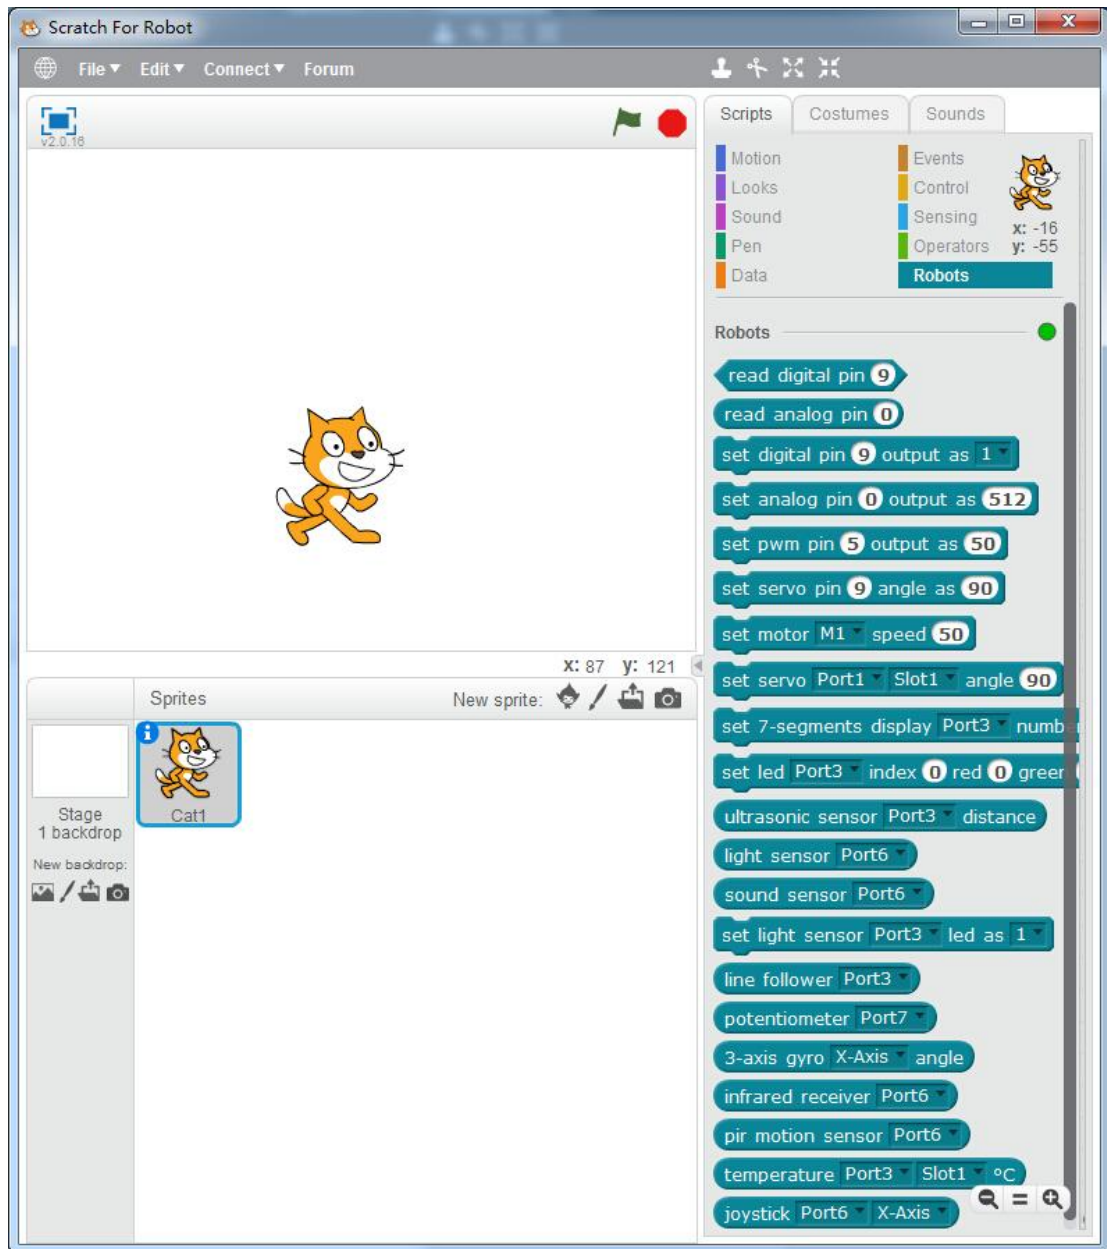 Scratch For Robot
File Edit Connect Forum
v2.0.16
Scripts Costumes Sounds
Motion Events
Looks Control
Sound Sensing
Pen Operators
Data Robots
x: -16
y: -55
Robots
read digital pin 9
read analog pin 0
set digital pin 9 output as 1
set analog pin 0 output as 512
set pwm pin 5 output as 50
set servo pin 9 angle as 90
set motor M1 speed 50
set servo Port1 Slot1 angle 90
set 7-segments display Port3 numb
set led Port3 index 0 red 0 green
ultrasonic sensor Port3 distance
light sensor Port6
sound sensor Port6
set light sensor Port3 led as 1
line follower Port3
potentiometer Port7
3-axis gyro X-Axis angle
infrared receiver Port6
pir motion sensor Port6
temperature Port3 Slot1 ºC
joystick Port6 X-Axis
X: 87 y: 121
Sprites New sprite:
Stage
1 backdrop
New backdrop:
Cat1